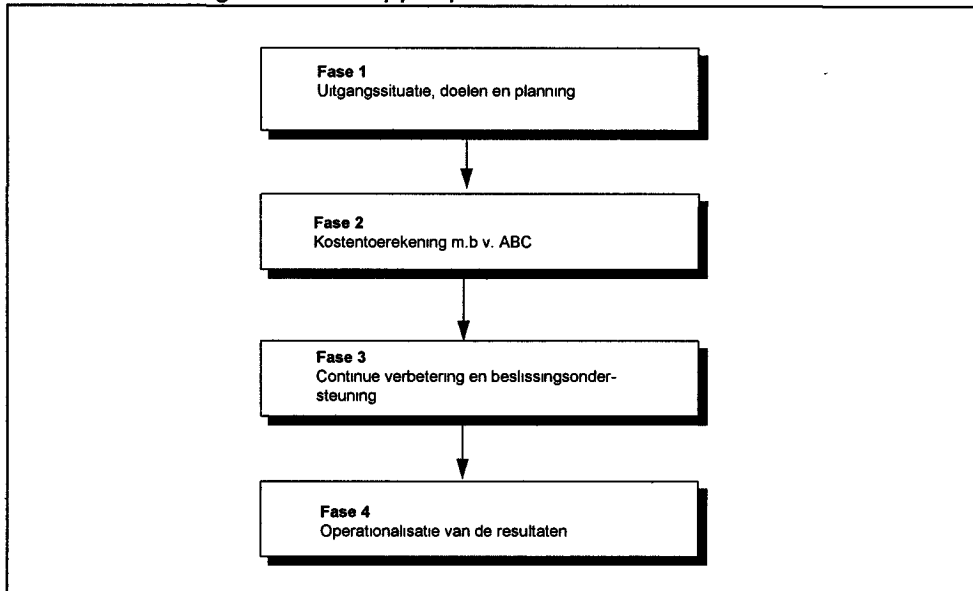 Fase 1
Uitgangssituatie, doelen en planning
Fase 2
Kostentoerekening m.b v. ABC
Fase 3
Continue verbetering en beslissingsonder-
steuning
Fase 4
Operationalisatie van de resultaten